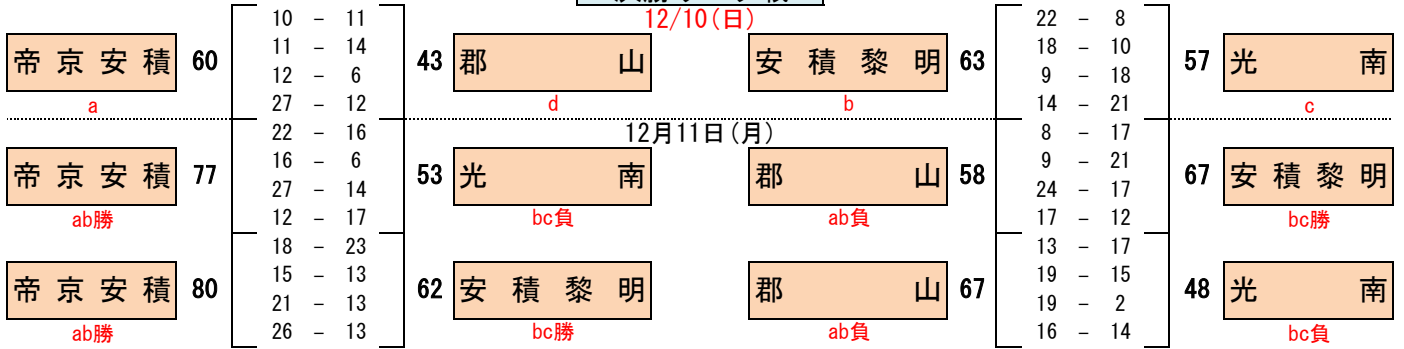 12/10(日)
帝京安積 60 10 - 11 43 郡山 安積黎明 63 22 - 8 57 光南
11 - 14 18 - 10
12 - 6 9 - 18
27 - 12 14 - 21
a d b c
12月11日(月)
帝京安積 77 22 - 16 53 光南 郡山 58 8 - 17 67 安積黎明
16 - 6 9 - 21
27 - 14 24 - 17
12 - 17 17 - 12
ab勝 bc負 ab負 bc勝
帝京安積 80 18 - 23 62 安積黎明 郡山 67 13 - 17 48 光南
15 - 13 19 - 15
21 - 13 19 - 2
26 - 13 16 - 14
ab勝 bc勝 ab負 bc負